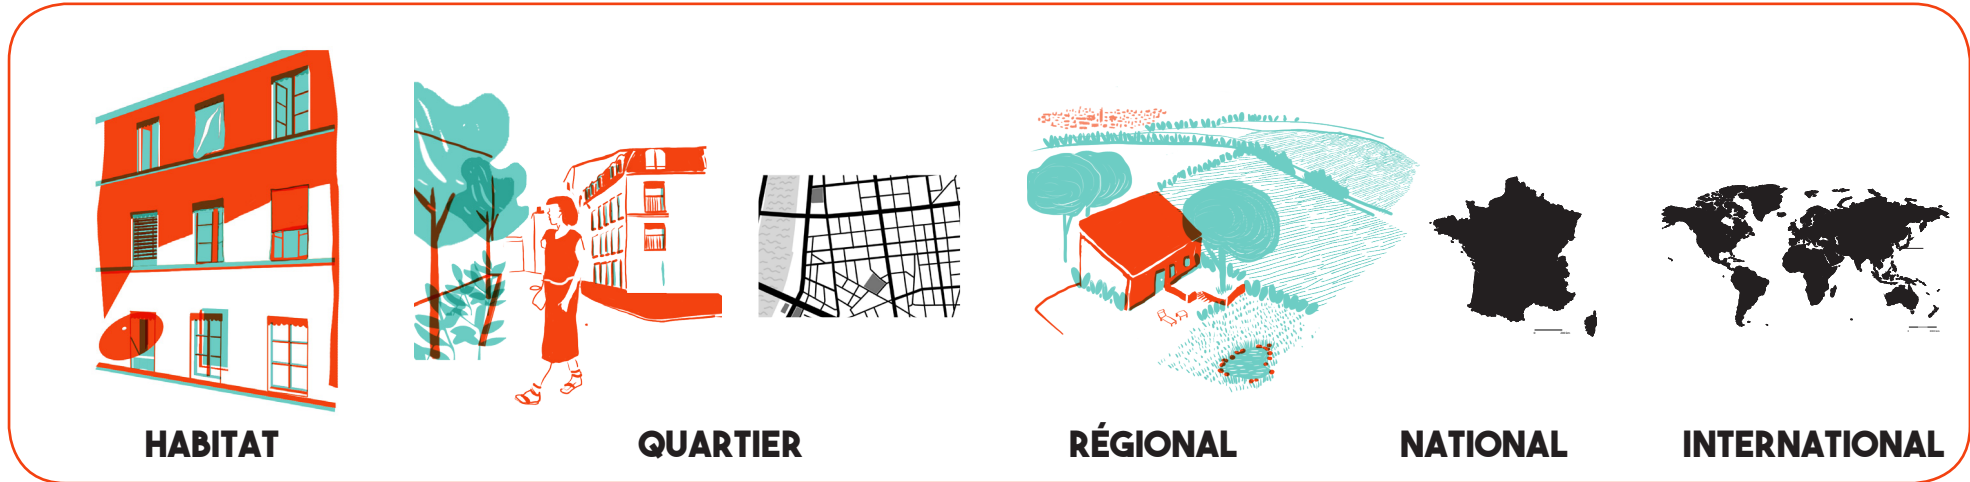 HABITAT
QUARTIER
RÉGIONAL
NATIONAL
INTERNATIONAL